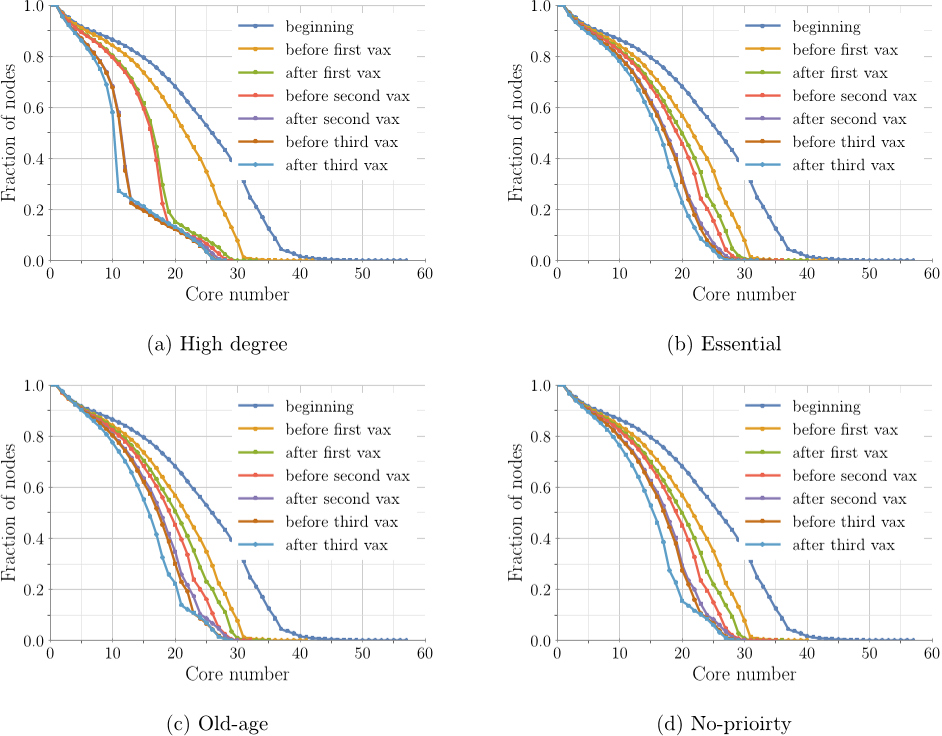 1.0
0.8
0.6
0.4
0.2
0.0
Fraction of nodes
0 10 20 30 40 50 60
Core number
beginning
before first vax
after first vax
before second vax
after second vax
before third vax
after third vax
(a) High degree
1.0
0.8
0.6
0.4
0.2
0.0
Fraction of nodes
0 10 20 30 40 50 60
Core number
beginning
before first vax
after first vax
before second vax
after second vax
before third vax
after third vax
(b) Essential
1.0
0.8
0.6
0.4
0.2
0.0
Fraction of nodes
0 10 20 30 40 50 60
Core number
beginning
before first vax
after first vax
before second vax
after second vax
before third vax
after third vax
(c) Old-age
1.0
0.8
0.6
0.4
0.2
0.0
Fraction of nodes
0 10 20 30 40 50 60
Core number
beginning
before first vax
after first vax
before second vax
after second vax
before third vax
after third vax
(d) No-prioirty